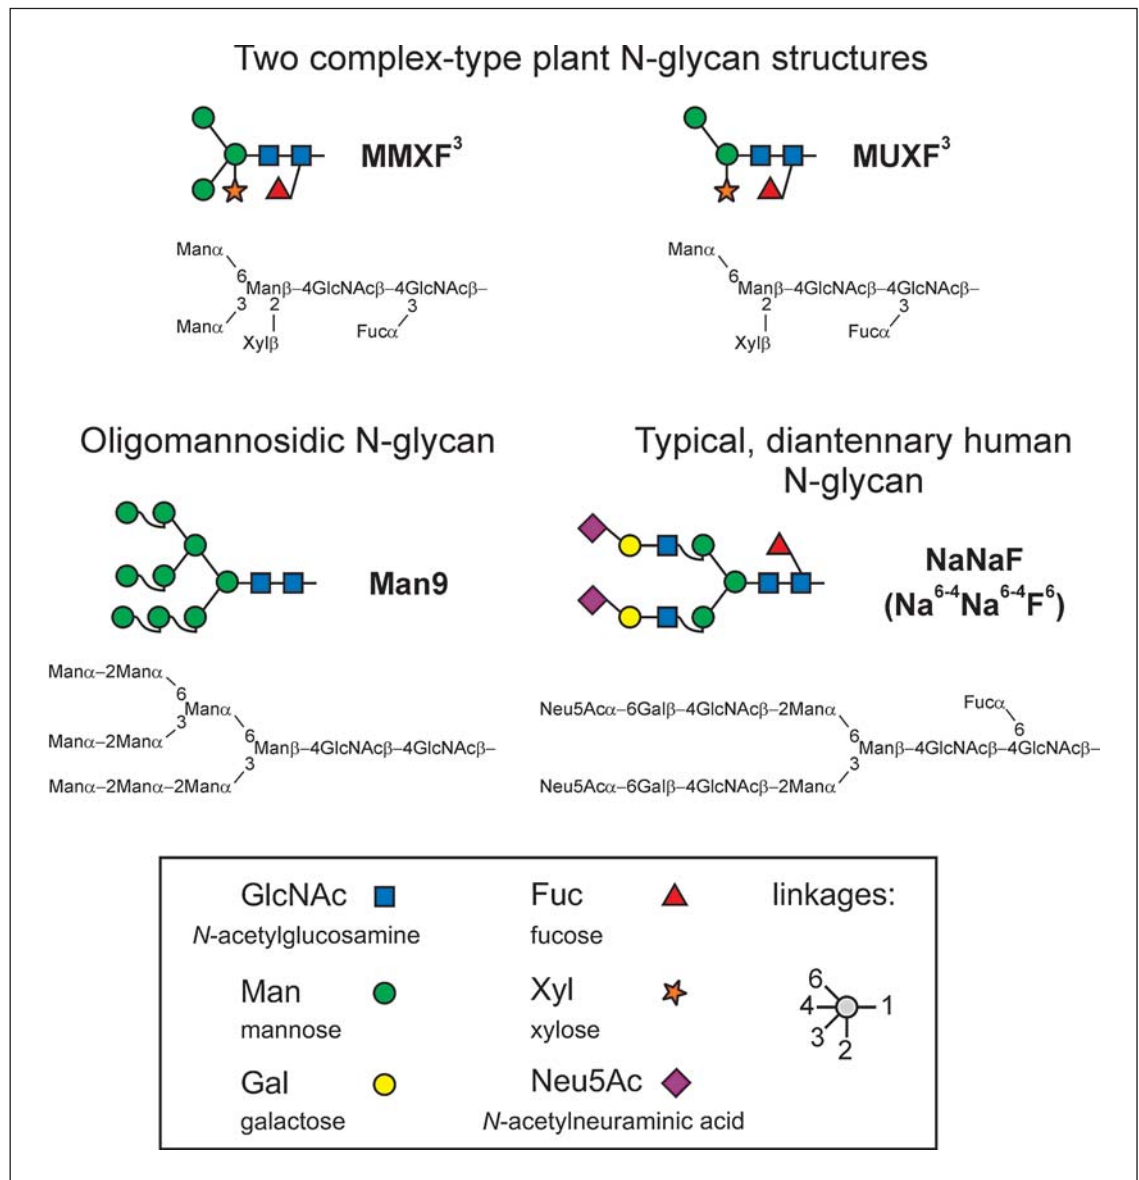 Two complex-type plant N-glycan structures
MMXF³
MUXF³
Manα
6
Manβ–4GlcNAcβ–4GlcNAcβ–
3
2
3
Manα
Xylβ
Fucα
Manα
6
Manβ–4GlcNAcβ–4GlcNAcβ–
2
3
Xylβ
Fucα
Oligomannosidic N-glycan
Man9
Manα–2Manα
6
Manα
3
Manα–2Manα
6
Manβ–4GlcNAcβ–4GlcNAcβ–
3
Manα–2Manα–2Manα
Typical, diantennary human
N-glycan
NaNaF
(Na⁶⁻⁴Na⁶⁻⁴F⁶)
Neu5Acα–6Galβ–4GlcNAcβ–2Manα
Fucα
6
6
Manβ–4GlcNAcβ–4GlcNAcβ–
3
Neu5Acα–6Galβ–4GlcNAcβ–2Manα
GlcNAc
N-acetylglucosamine
Man
mannose
Gal
galactose
Fuc
fucose
Xyl
xylose
Neu5Ac
N-acetylneuraminic acid
linkages:
6
4
1
3
2